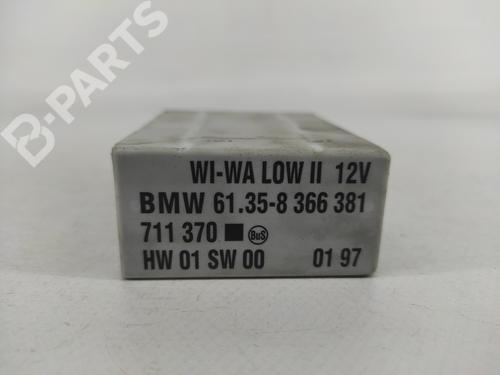 B-PARTS
WI-WA LOW II 12V
BMW 61.35-8 366 381
711 370 ■ BuS
HW 01 SW 00 01 97